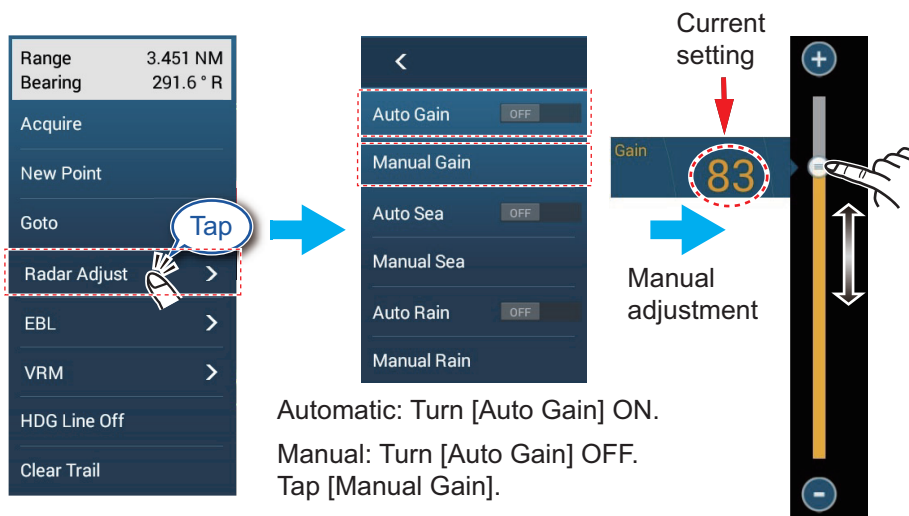 Range 3.451 NM
Bearing 291.6 ° R
Acquire
New Point
Goto
Tap
Radar Adjust >
EBL >
VRM >
HDG Line Off
Clear Trail
<
Auto Gain OFF
Manual Gain
Auto Sea OFF
Manual Sea
Auto Rain OFF
Manual Rain
Current
setting
Gain
83
+
-
Manual
adjustment
Automatic: Turn [Auto Gain] ON.
Manual: Turn [Auto Gain] OFF.
Tap [Manual Gain].